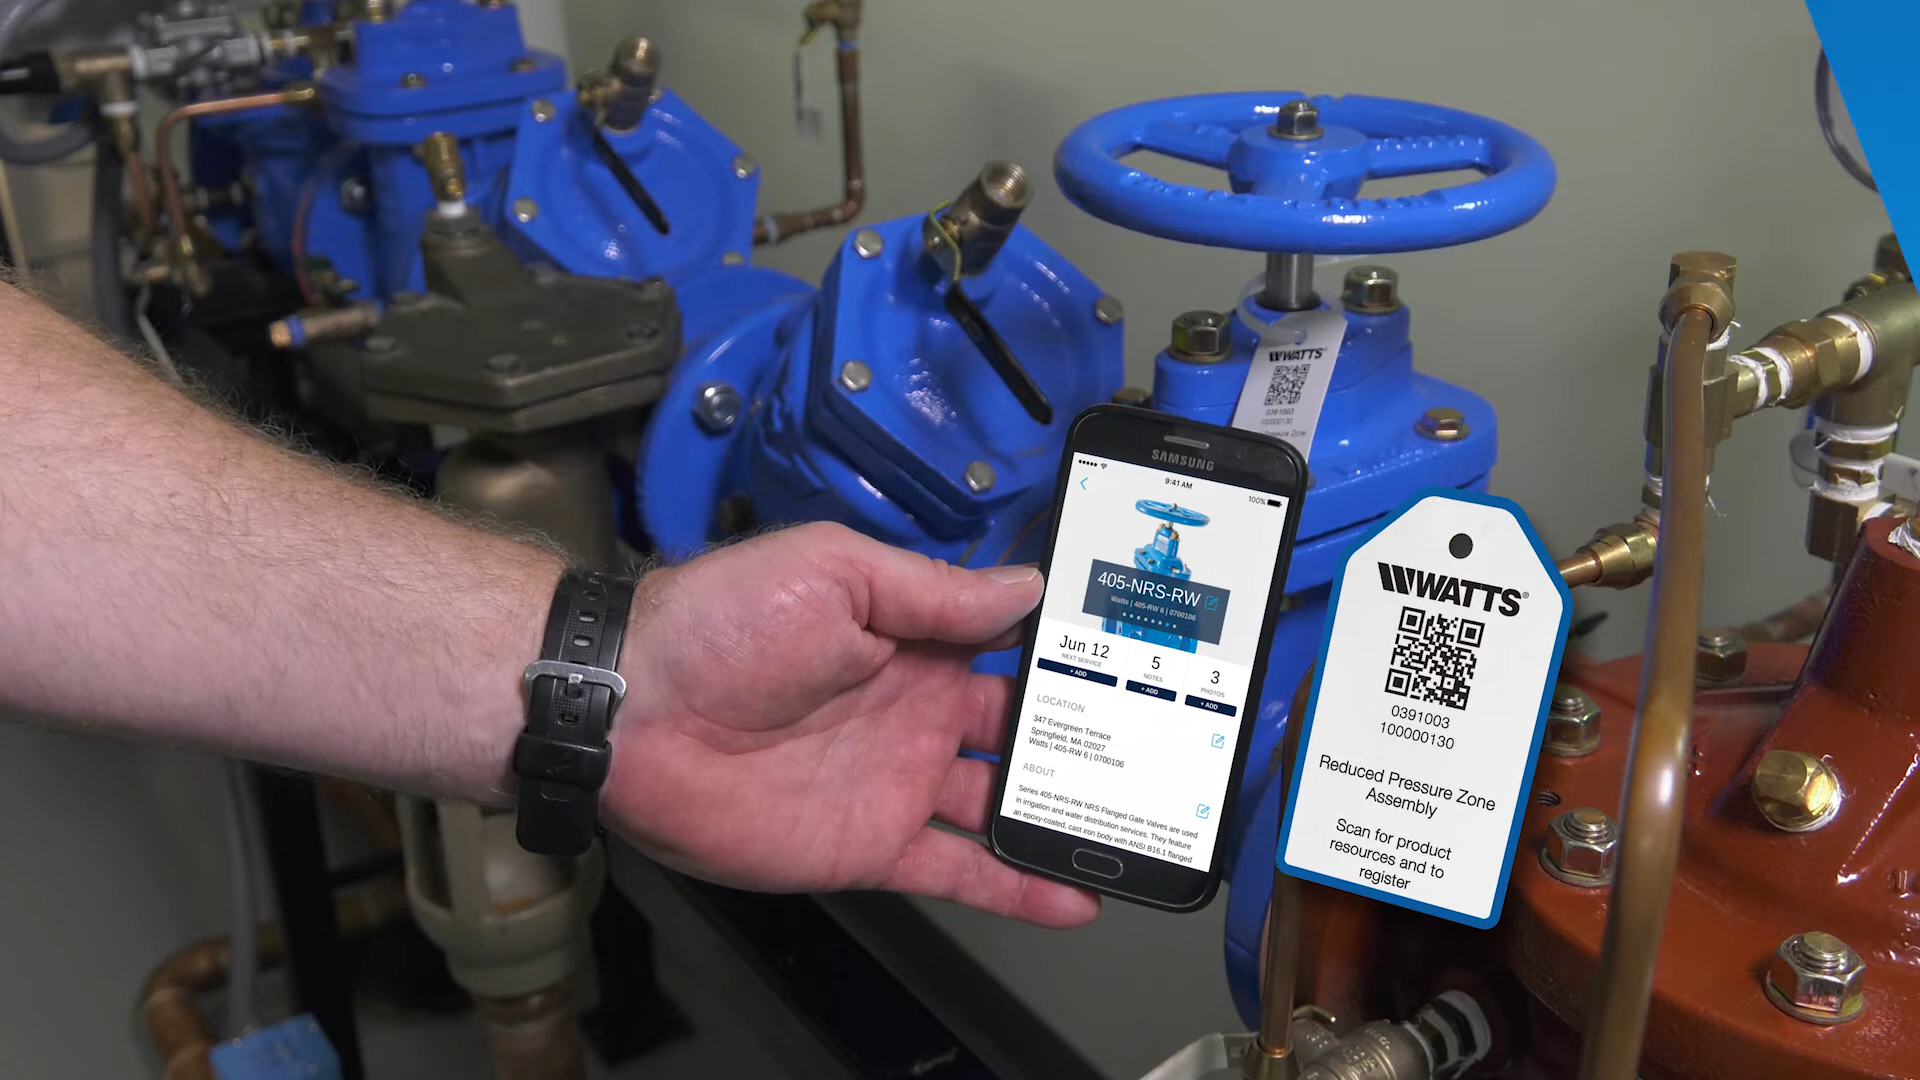 WATTS
0391003
100000130
Pressure Zone
SAMSUNG
9:41 AM
100%
405-NRS-RW
Watts | 405-RW 6 | 0700106
Jun 12
NEXT SERVICE
+ ADD
5
NOTES
+ ADD
3
PHOTOS
+ ADD
LOCATION
347 Evergreen Terrace
Springfield, MA 02027
Watts | 405-RW 6 | 0700106
ABOUT
Series 405-NRS-RW NRS Flanged Gate Valves are used
in irrigation and water distribution services. They feature
an epoxy-coated, cast iron body with ANSI B16.1 flanged
WATTS®
0391003
100000130
Reduced Pressure Zone
Assembly
Scan for product
resources and to
register